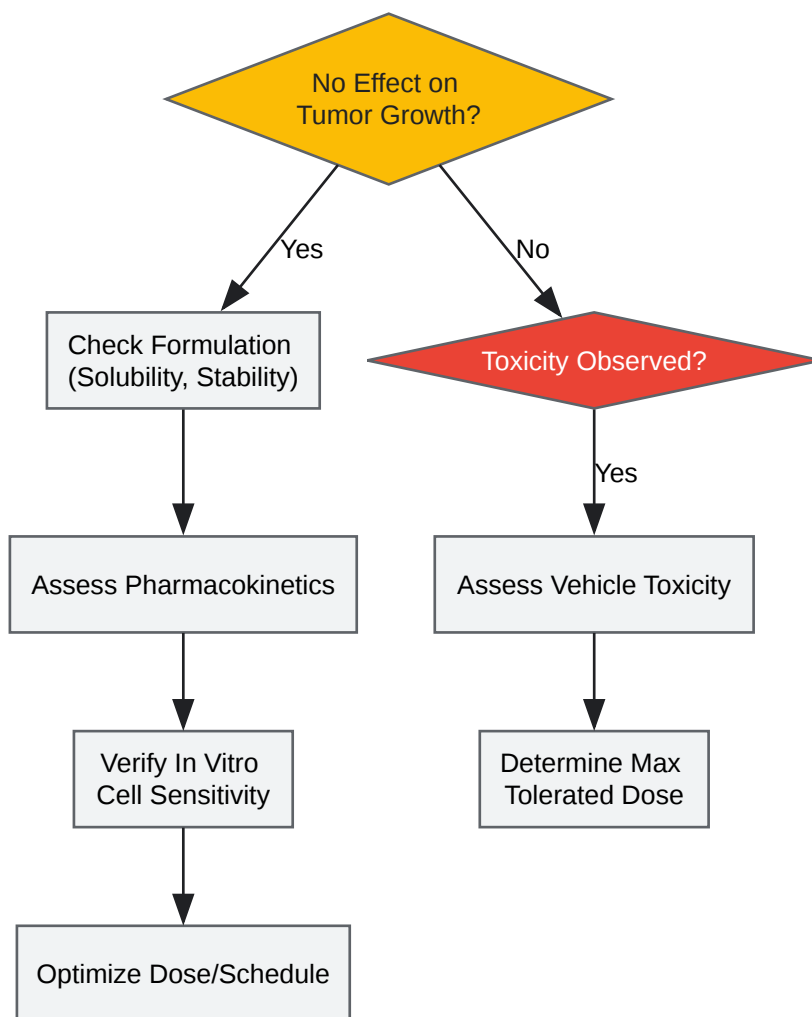 No Effect on
Tumor Growth?
Yes
No
Check Formulation
(Solubility, Stability)
Toxicity Observed?
Yes
Assess Pharmacokinetics
Assess Vehicle Toxicity
Verify In Vitro
Cell Sensitivity
Determine Max
Tolerated Dose
Optimize Dose/Schedule